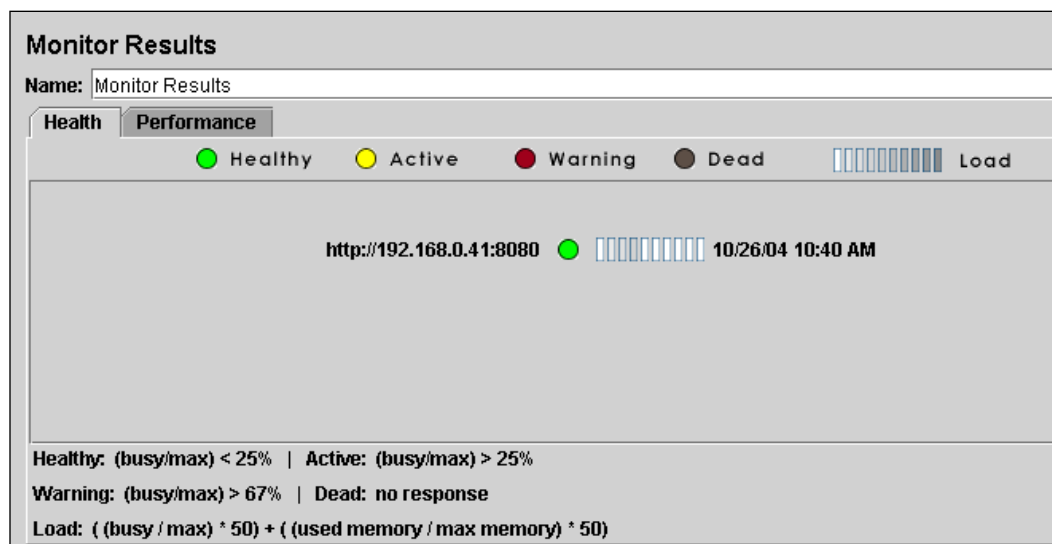 Monitor Results
Name: Monitor Results
Health Performance
Healthy Active Warning Dead Load
http://192.168.0.41:8080 10/26/04 10:40 AM
Healthy: (busy/max) < 25% | Active: (busy/max) > 25%
Warning: (busy/max) > 67% | Dead: no response
Load: ( (busy / max) * 50) + ( (used memory / max memory) * 50)